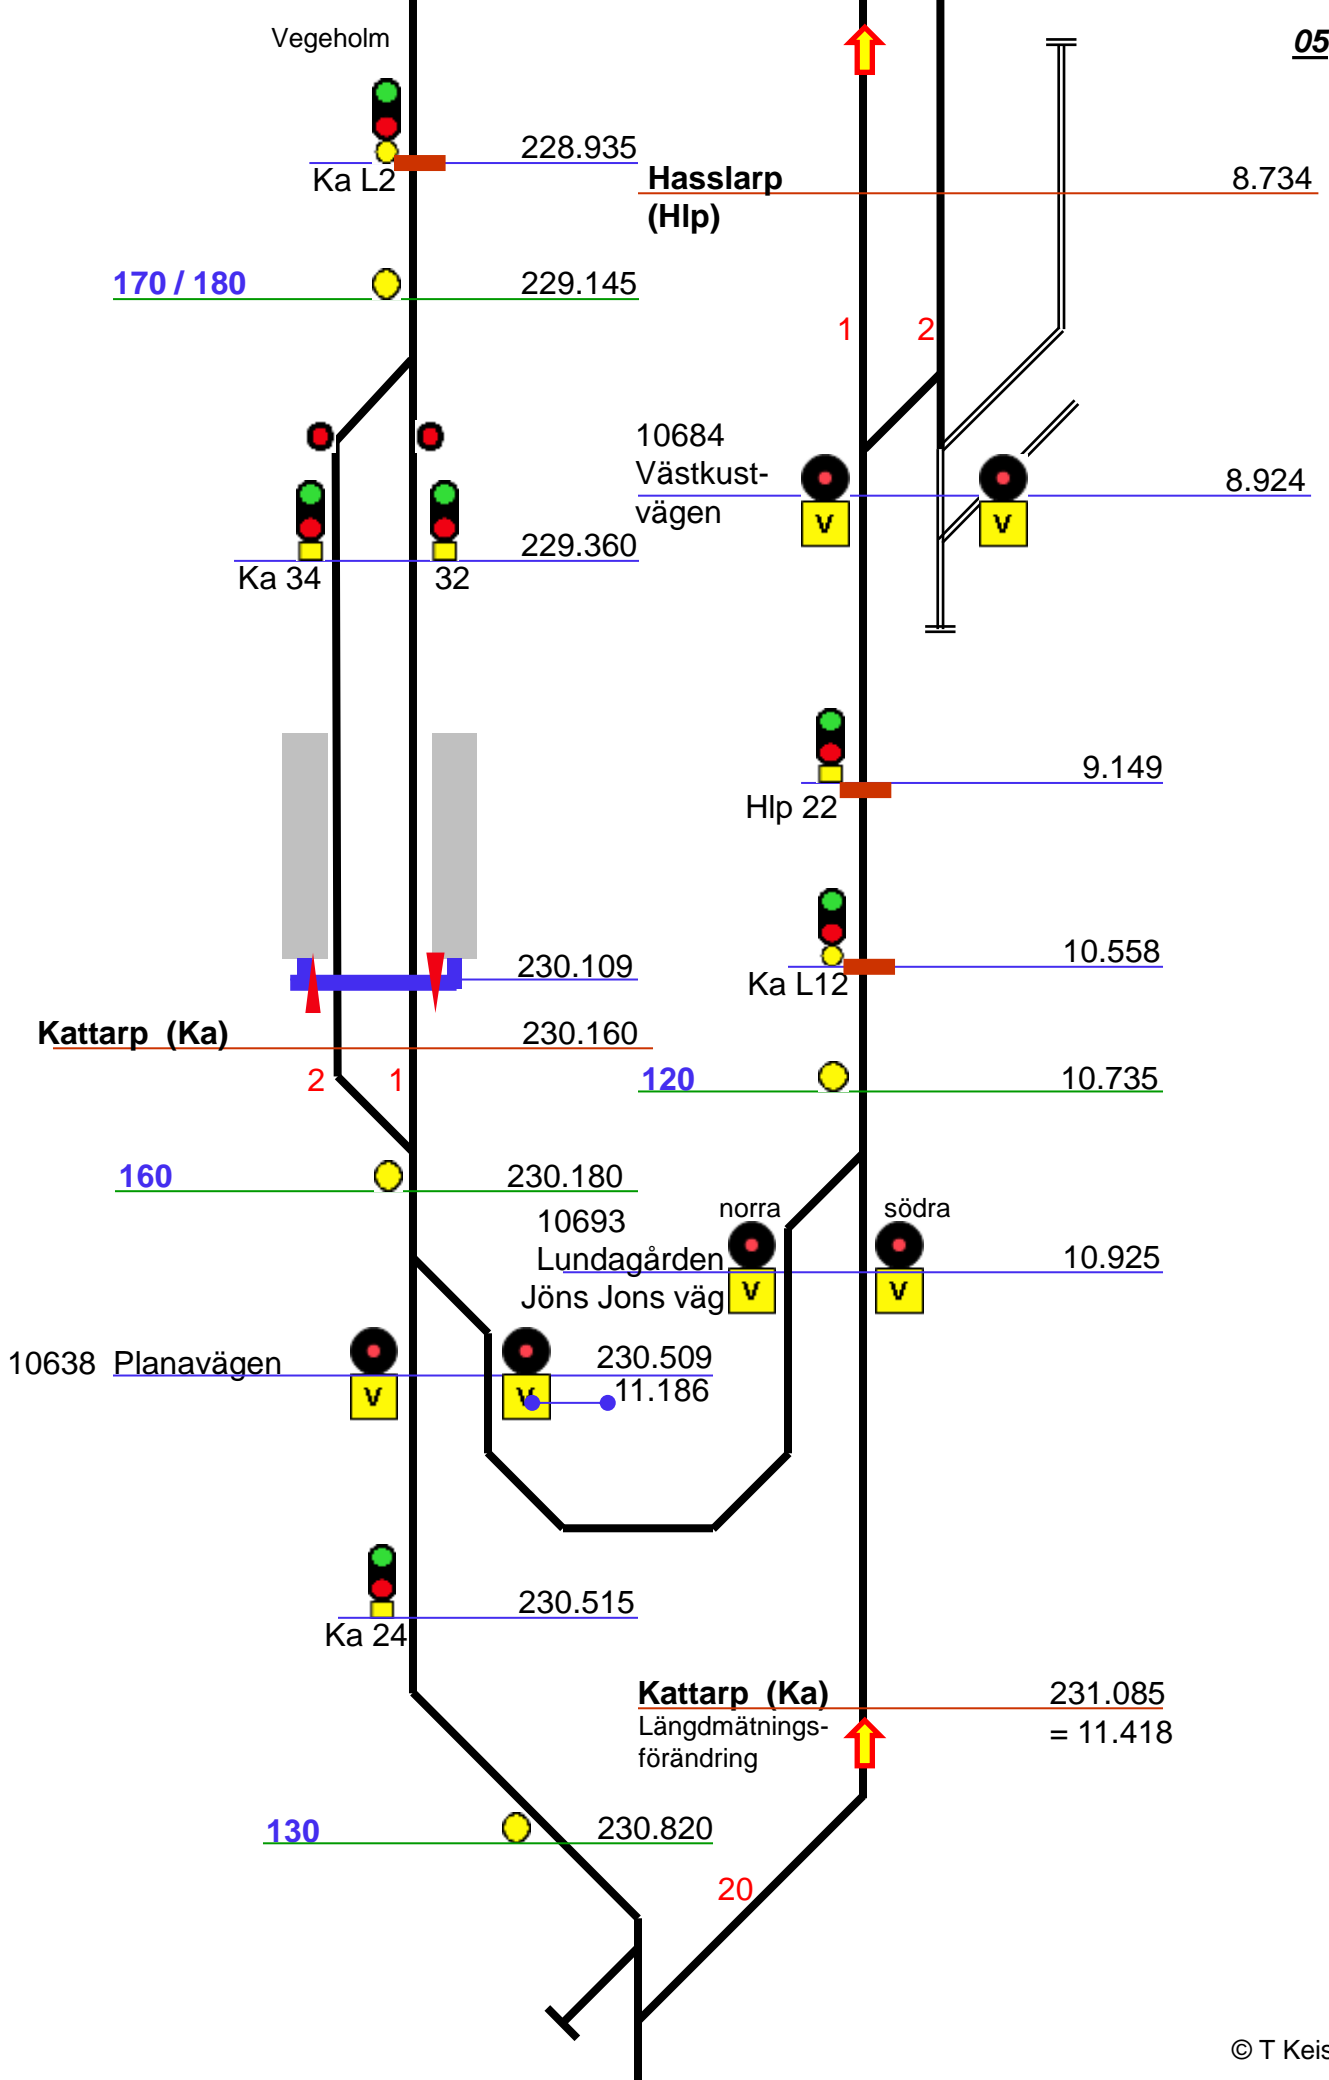 Vegeholm
05
228.935
Ka L2
Hasslarp
(Hlp)
8.734
170 / 180
229.145
1
2
10684
Västkust-
vägen
V
V
8.924
229.360
Ka 34
32
9.149
Hlp 22
10.558
Ka L12
230.109
Kattarp (Ka)
230.160
2
1
120
10.735
160
230.180
norra
södra
10693
Lundagården
Jöns Jons väg
V
V
10.925
10638 Planavägen
V
V
230.509
11.186
230.515
Ka 24
Kattarp (Ka)
231.085
Längdmätnings-
förändring
= 11.418
130
230.820
20
© T Keis